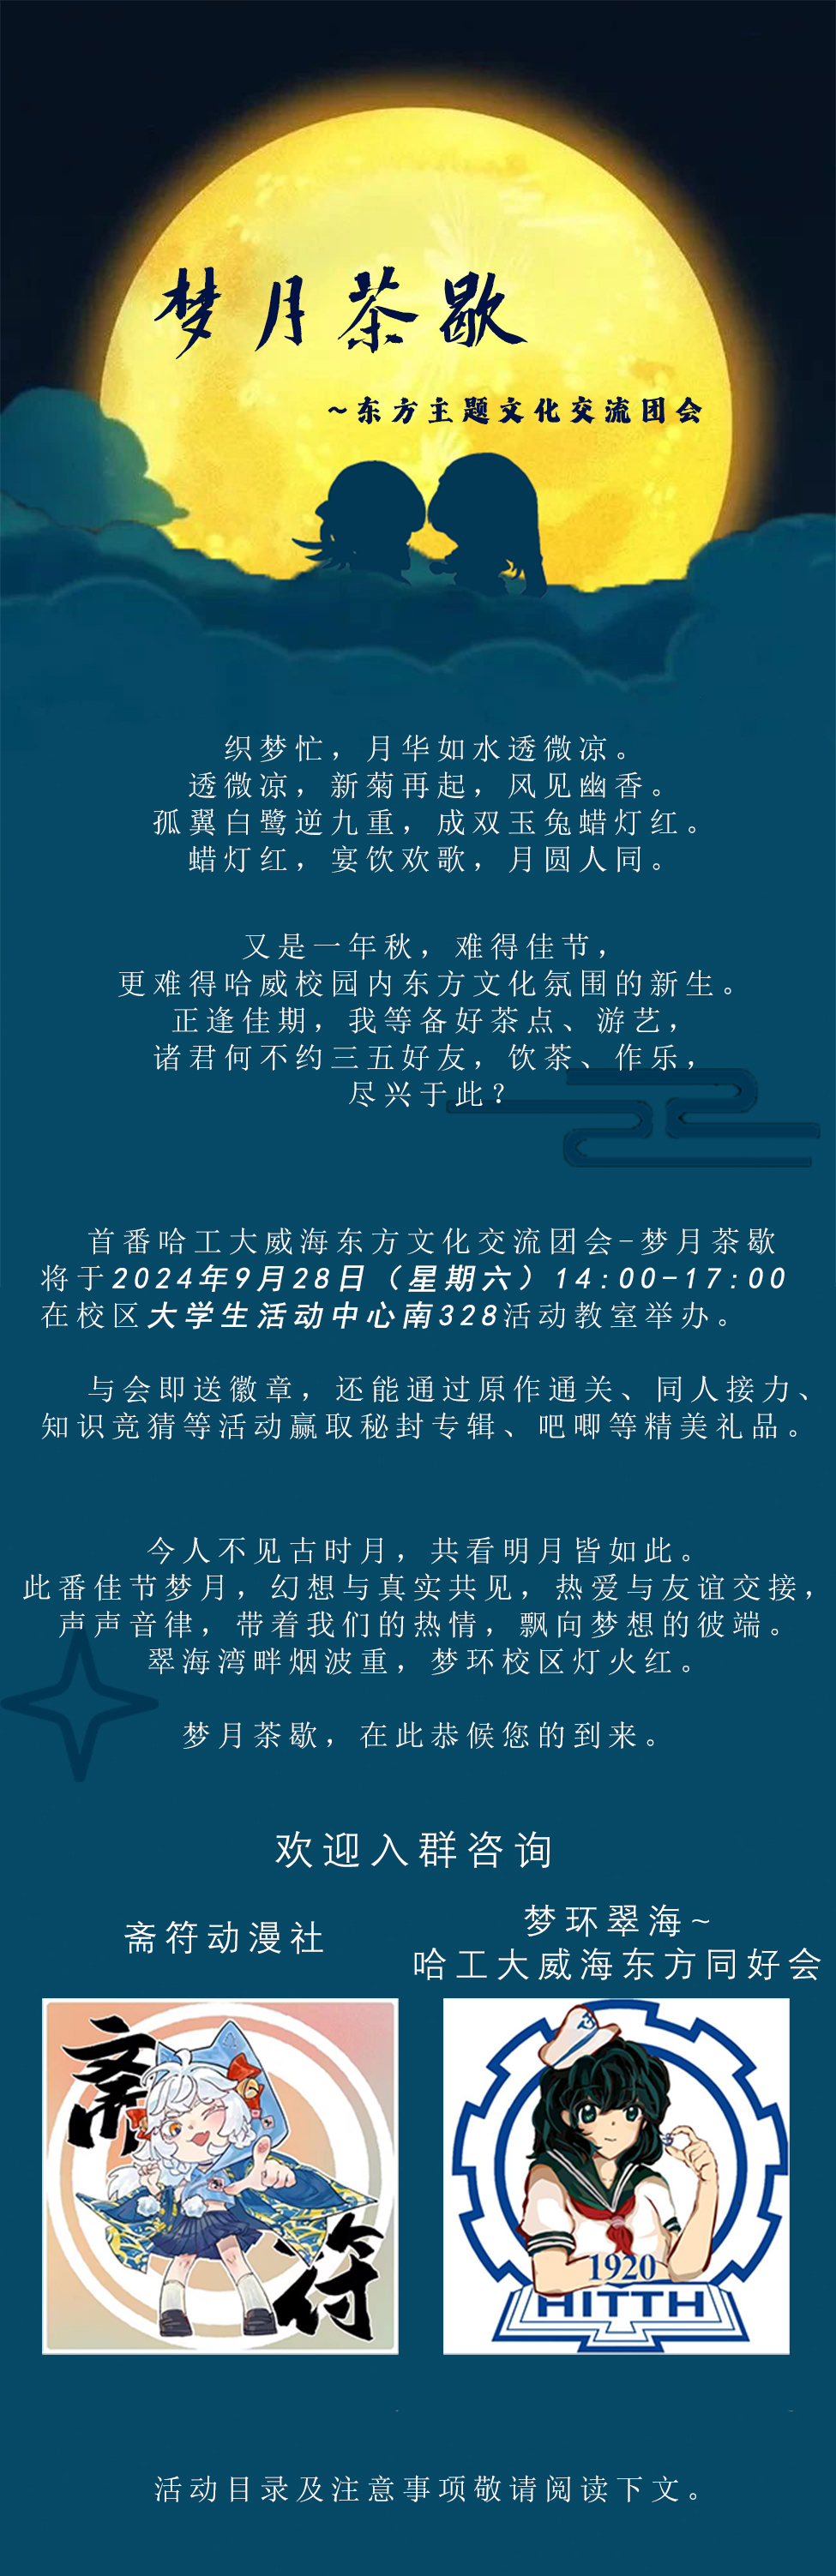 梦月茶歇
~东方主题文化交流团会
织梦忙，月华如水透微凉。
透微凉，新菊再起，风见幽香。
孤翼白鹭逆九重，成双玉兔蜡灯红。
蜡灯红，宴饮欢歌，月圆人同。
又是一年秋，难得佳节，
更难得哈威校园内东方文化氛围的新生。
正逢佳期，我等备好茶点、游艺，
诸君何不约三五好友，饮茶、作乐，
尽兴于此？
首番哈工大威海东方文化交流团会-梦月茶歇
将于2024年9月28日（星期六）14:00-17:00
在校区大学生活动中心南328活动教室举办。
与会即送徽章，还能通过原作通关、同人接力、
知识竞猜等活动赢取秘封专辑、吧唧等精美礼品。
今人不见古时月，共看明月皆如此。
此番佳节梦月，幻想与真实共见，热爱与友谊交接，
声声音律，带着我们的热情，飘向梦想的彼端。
翠海湾畔烟波重，梦环校区灯火红。
梦月茶歇，在此恭候您的到来。
欢迎入群咨询
斋符动漫社
梦环翠海~
哈工大威海东方同好会
斋
符
1920
HITTH
活动目录及注意事项敬请阅读下文。